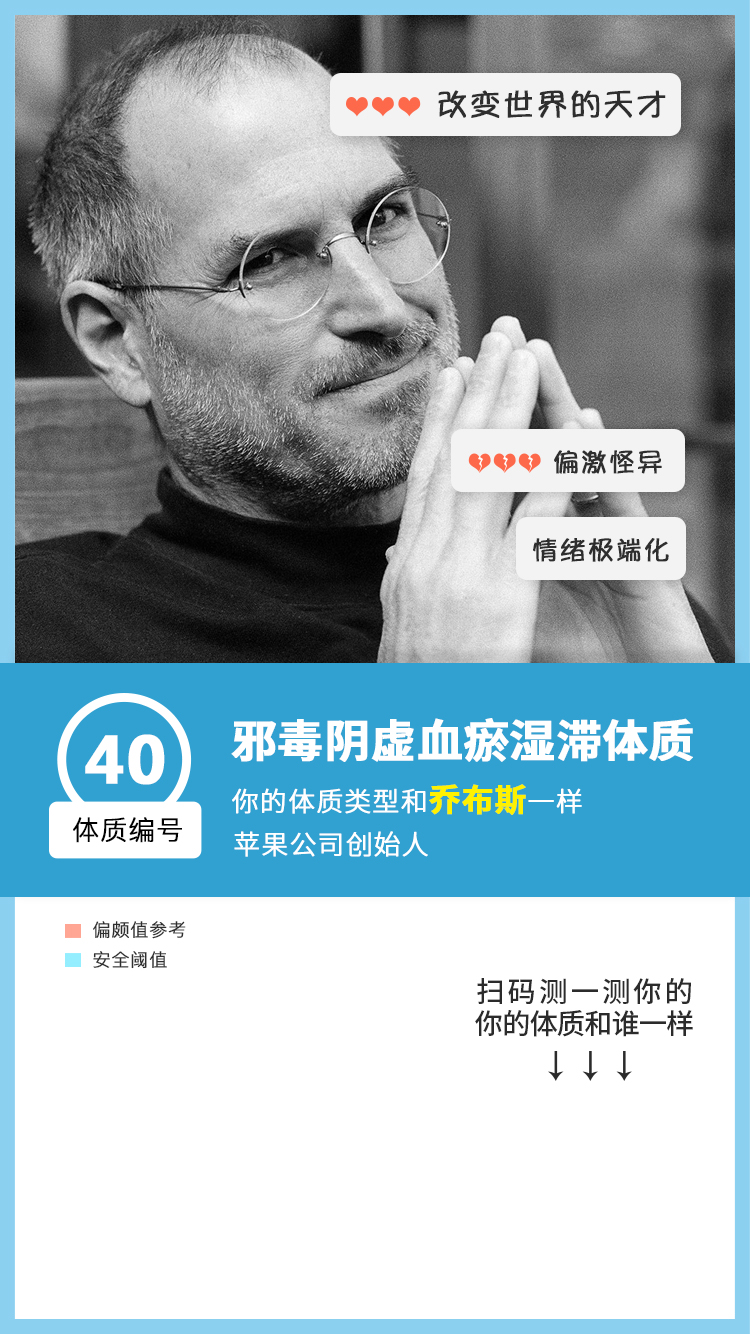 改变世界的天才
偏激怪异
情绪极端化
40
体质编号
邪毒阴虚血瘀湿滞体质
你的体质类型和乔布斯一样
苹果公司创始人
偏颇值参考
安全阈值
扫码测一测你的
你的体质和谁一样
↓ ↓ ↓